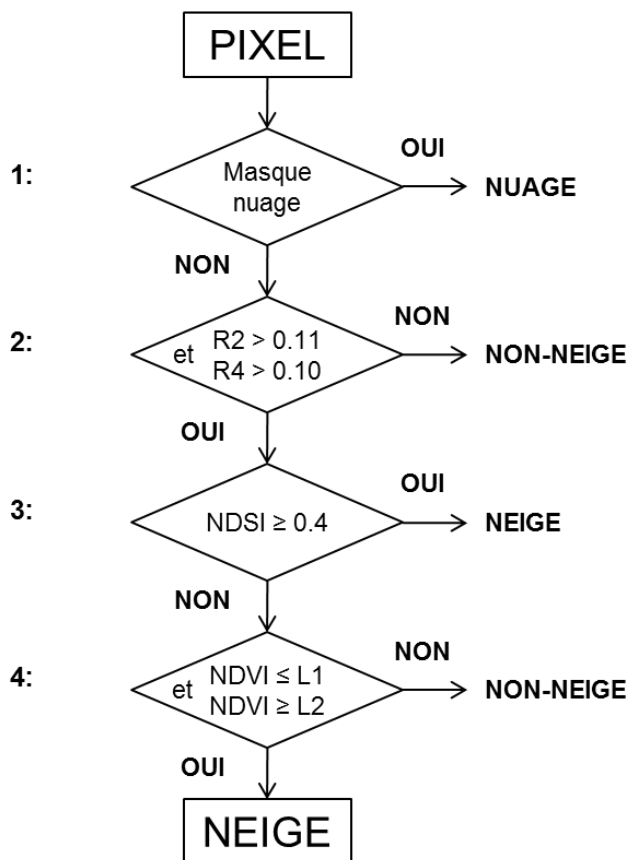 PIXEL
1:
Masque
nuage
OUI
NUAGE
NON
2:
et
R2 > 0.11
R4 > 0.10
NON
NON-NEIGE
OUI
3:
NDSI ≥ 0.4
OUI
NEIGE
NON
4:
et
NDVI ≤ L1
NDVI ≥ L2
NON
NON-NEIGE
OUI
NEIGE